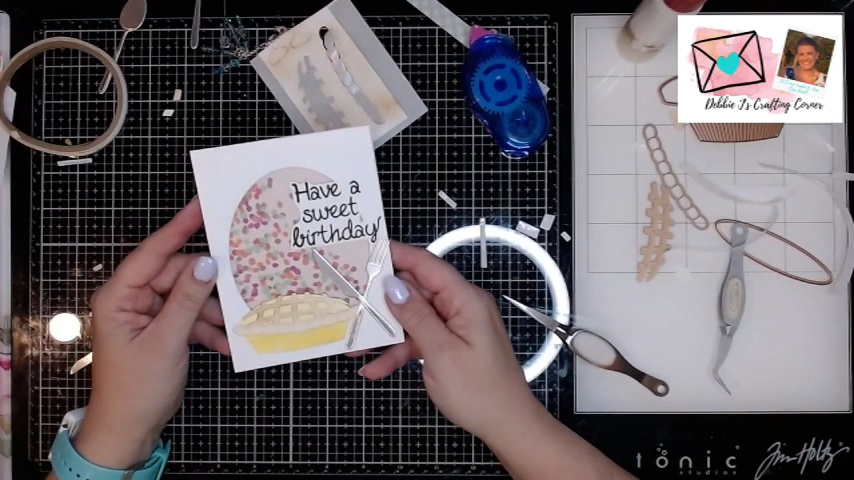 Debbie J's Crafting Corner
Have a
sweet
birthday
tonic
studios
Tim Holtz